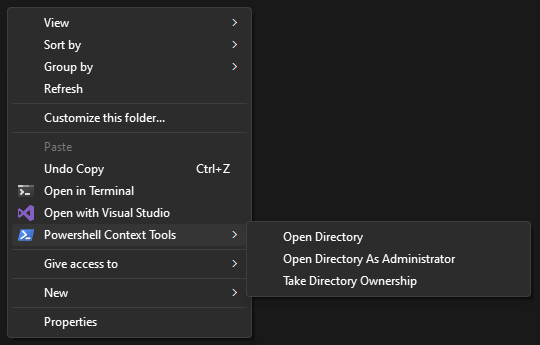 View
Sort by
Group by
Refresh
Customize this folder...
Paste
Undo Copy Ctrl+Z
Open in Terminal
Open with Visual Studio
Powershell Context Tools
Open Directory
Open Directory As Administrator
Take Directory Ownership
Give access to
New
Properties